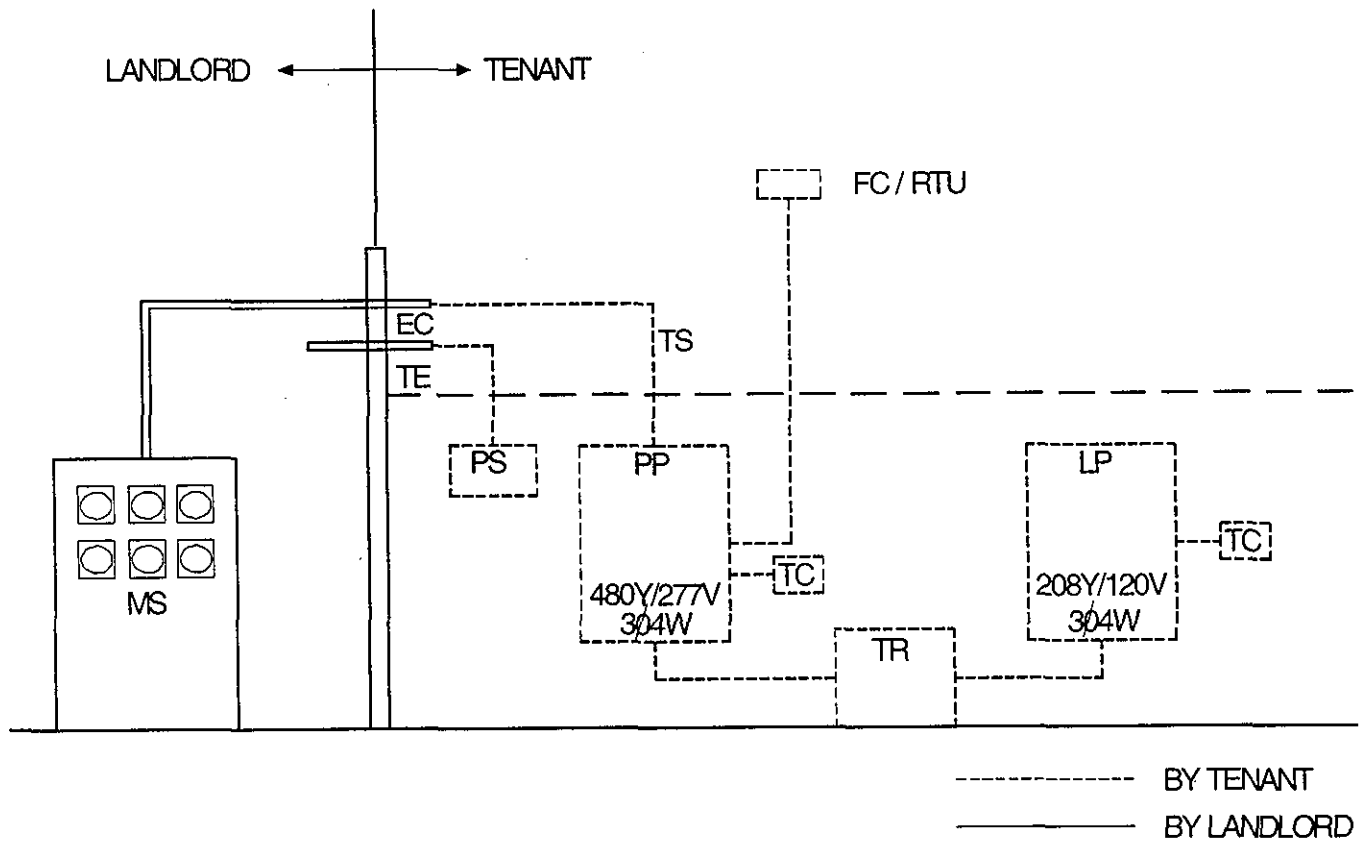 LANDLORD TENANT
FC / RTU
EC
TS
TE
PS
PP
LP
TC
TC
480Y/277V
3Ø4W
208Y/120V
3Ø4W
MS
TR
BY TENANT
BY LANDLORD